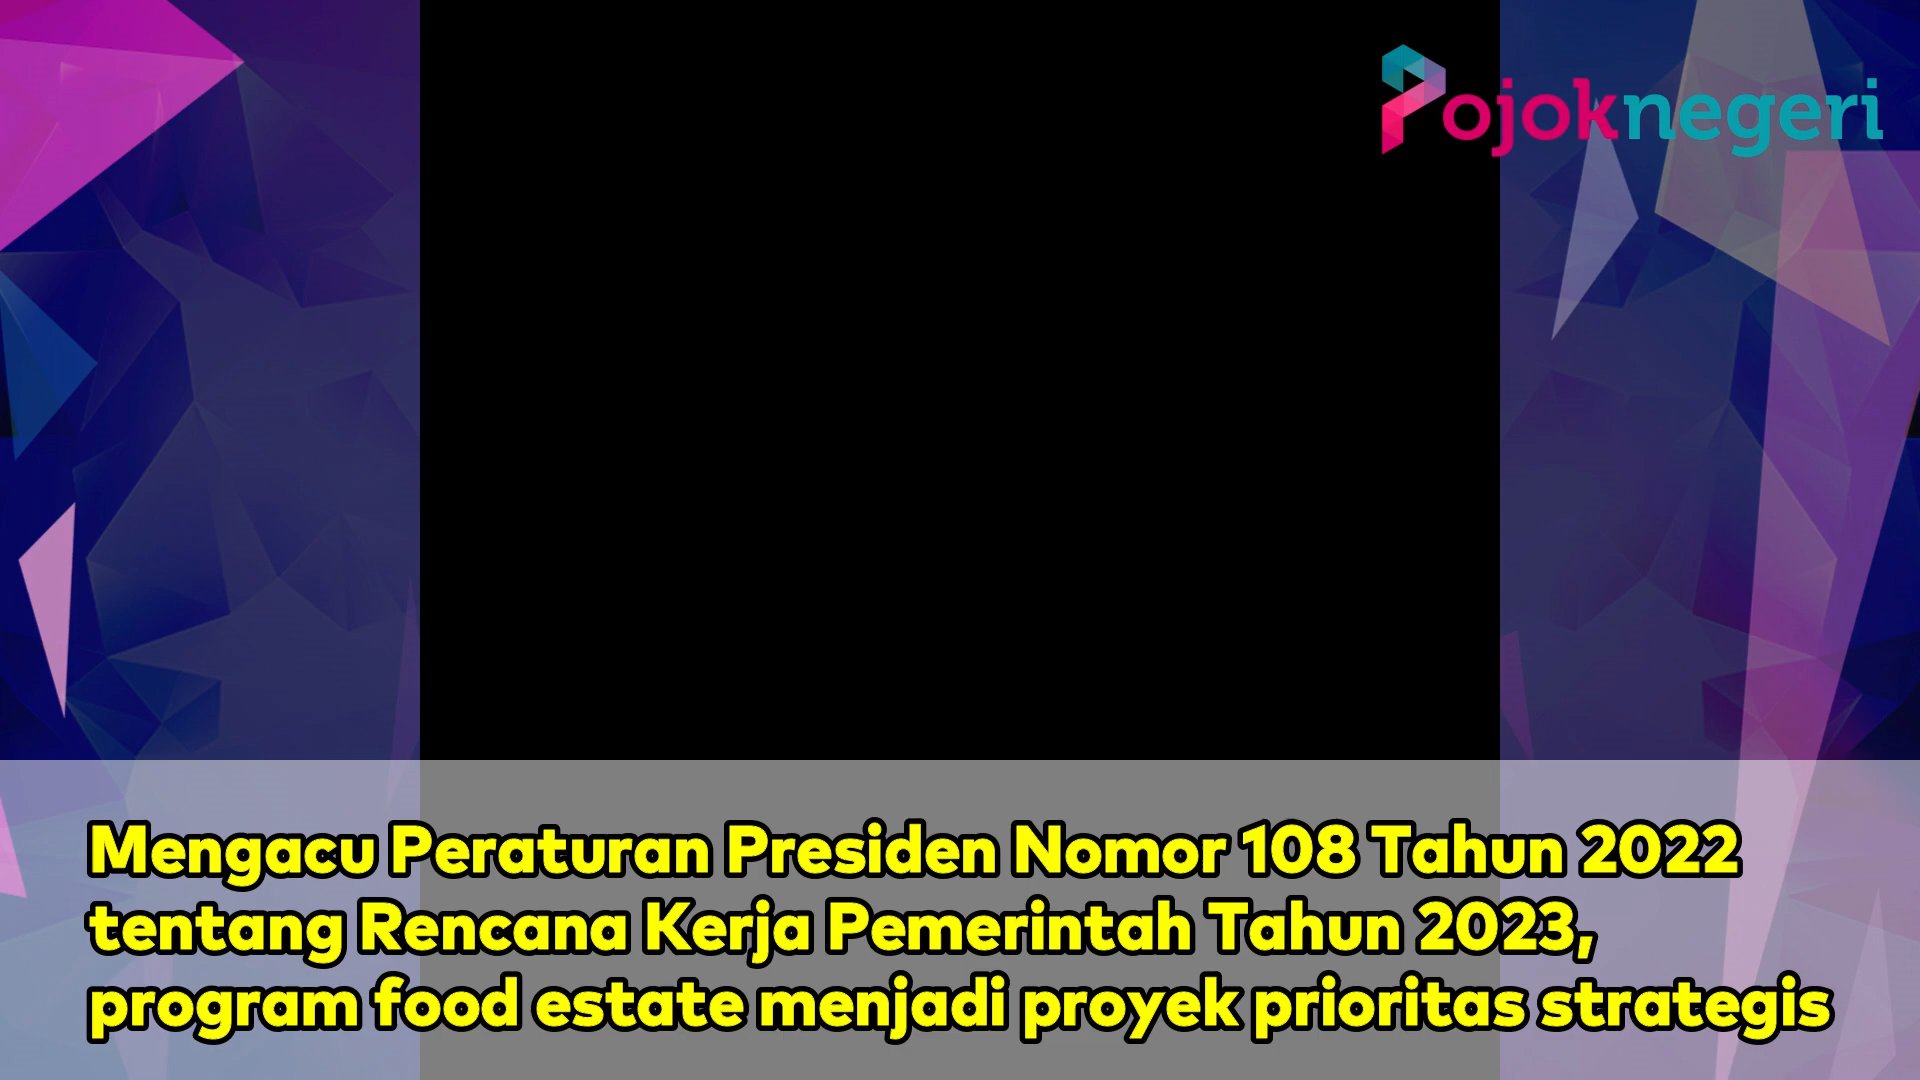 Pojoknegeri
Mengacu Peraturan Presiden Nomor 108 Tahun 2022
tentang Rencana Kerja Pemerintah Tahun 2023,
program food estate menjadi proyek prioritas strategis